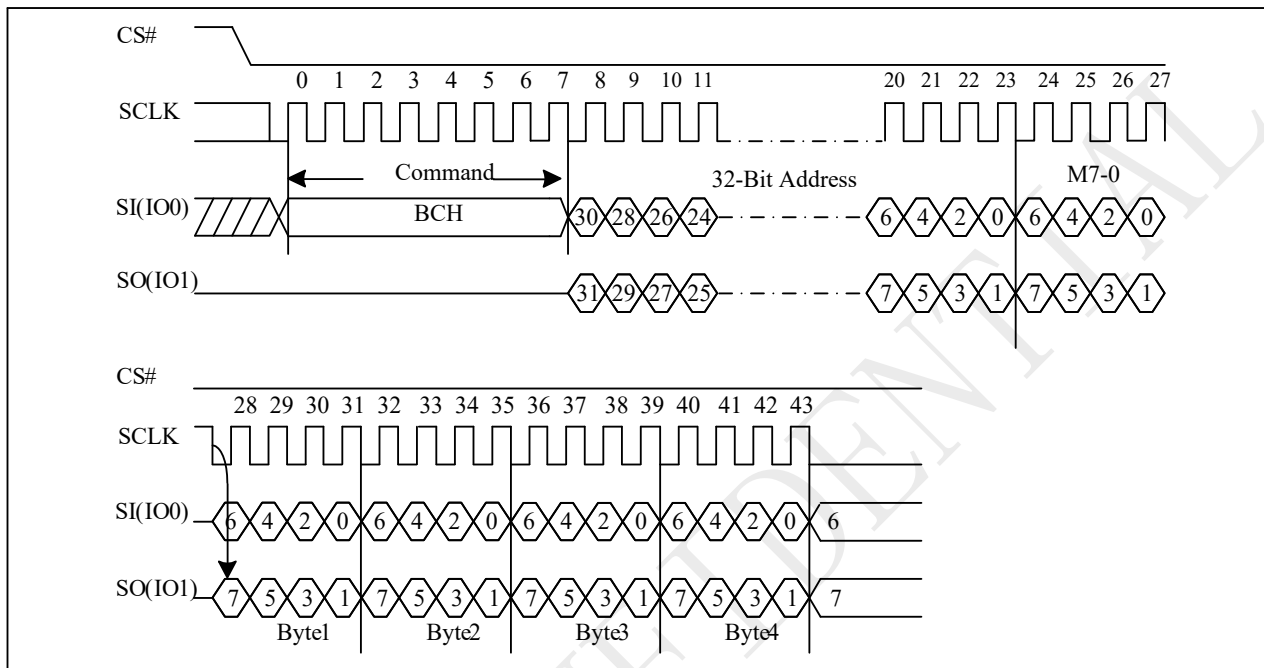 CS#
0 1 2 3 4 5 6 7 8 9 10 11 20 21 22 23 24 25 26 27
SCLK
Command 32-Bit Address M7-0
SI(IO0) BCH 30 28 26 24 6 4 2 0 6 4 2 0
SO(IO1) 31 29 27 25 7 5 3 1 7 5 3 1
CS#
28 29 30 31 32 33 34 35 36 37 38 39 40 41 42 43
SCLK
SI(IO0) 6 4 2 0 6 4 2 0 6 4 2 0 6 4 2 0 6
SO(IO1) 7 5 3 1 7 5 3 1 7 5 3 1 7 5 3 1 7
Byte1 Byte2 Byte3 Byte4